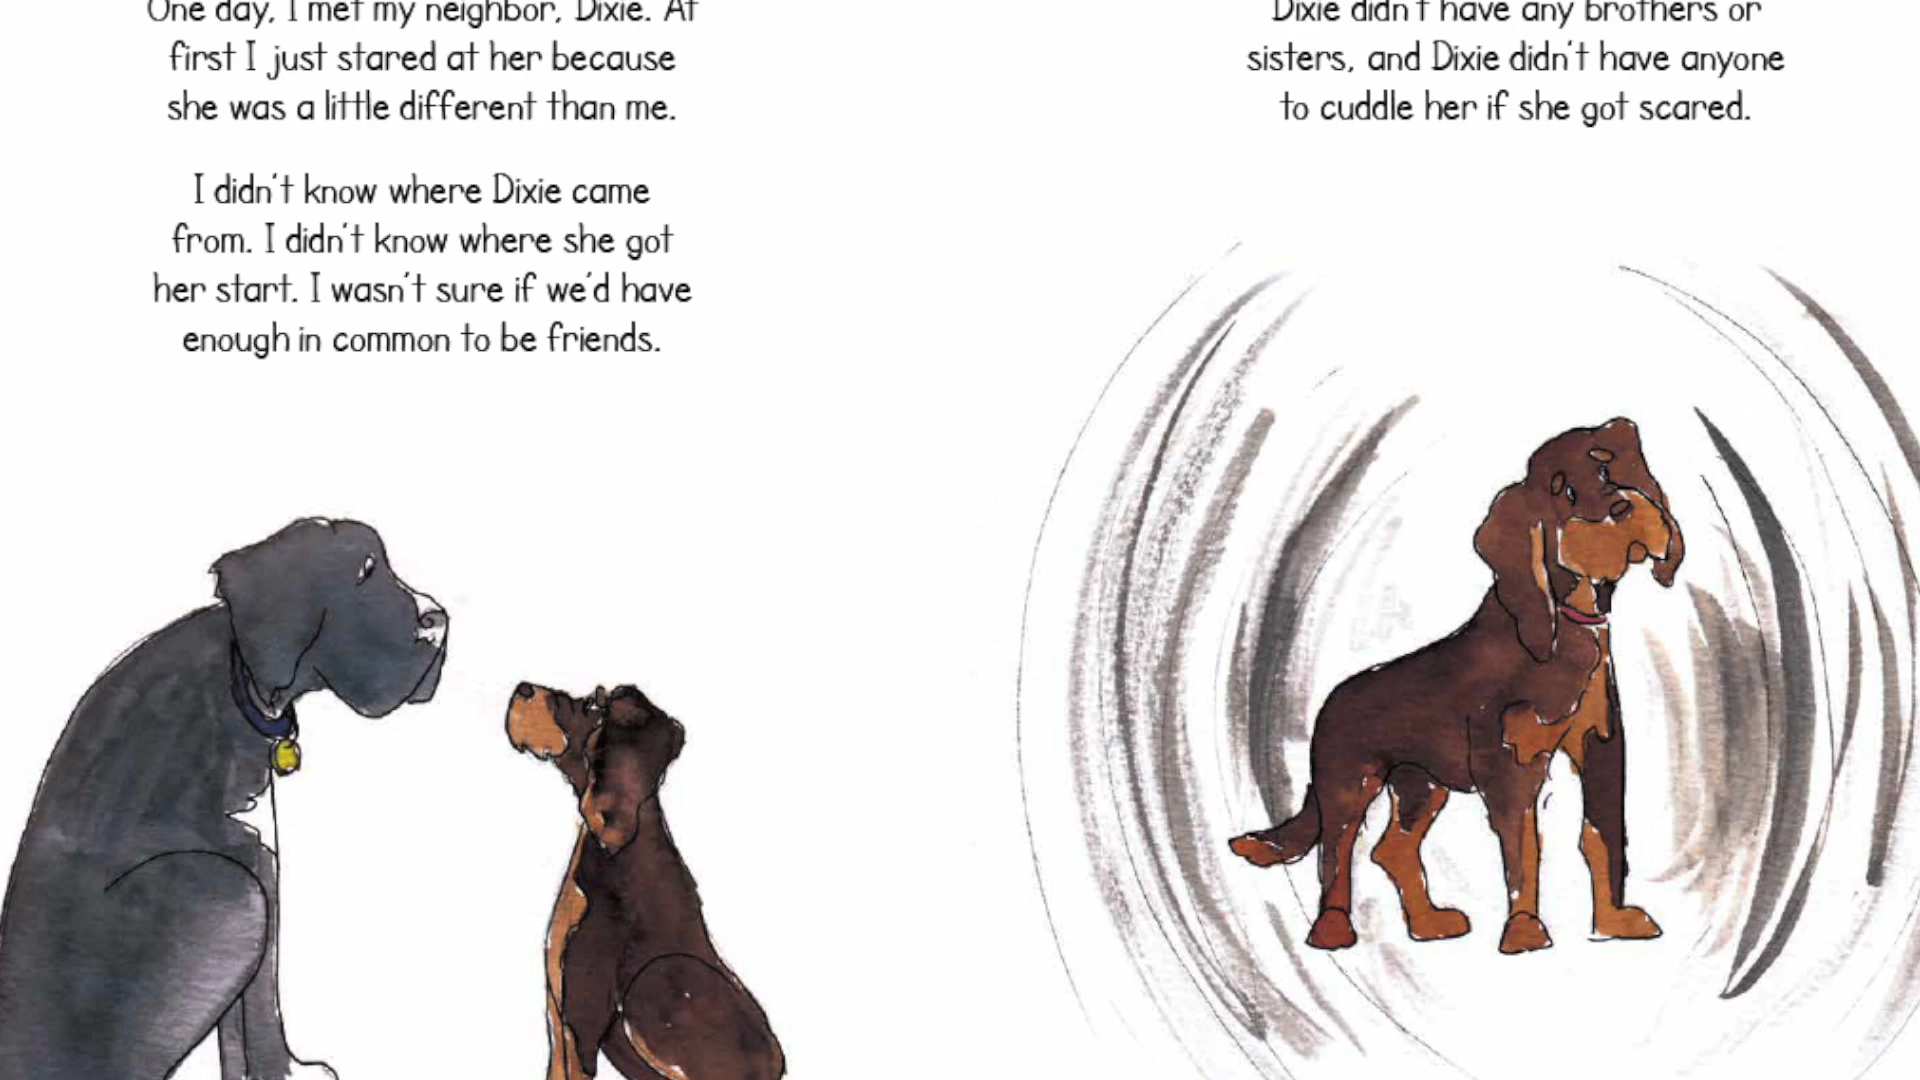 One day, I met my neighbor, Dixie. At
first I just stared at her because
she was a little different than me.
I didn't know where Dixie came
from. I didn't know where she got
her start. I wasn't sure if we'd have
enough in common to be friends.
Dixie didn't have any brothers or
sisters, and Dixie didn't have anyone
to cuddle her if she got scared.